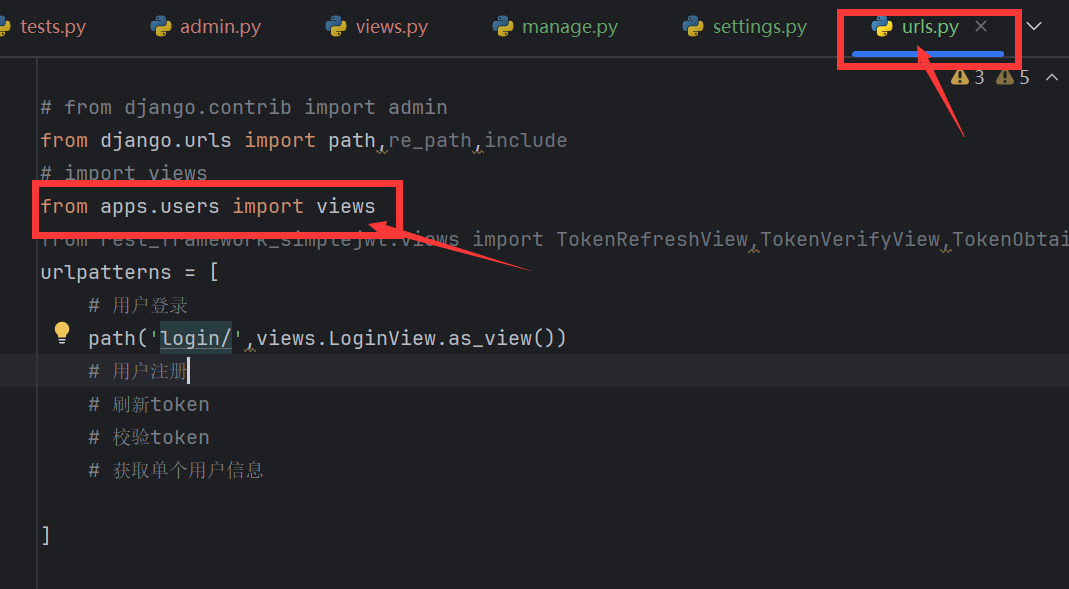 tests.py admin.py views.py manage.py settings.py urls.py
3 5
# from django.contrib import admin
from django.urls import path,re_path,include
# import views
from apps.users import views
from rest_framework_simplejwt.views import TokenRefreshView,TokenVerifyView,TokenObtai
urlpatterns = [
# 用户登录
path('login/',views.LoginView.as_view())
# 用户注册
# 刷新token
# 校验token
# 获取单个用户信息
]